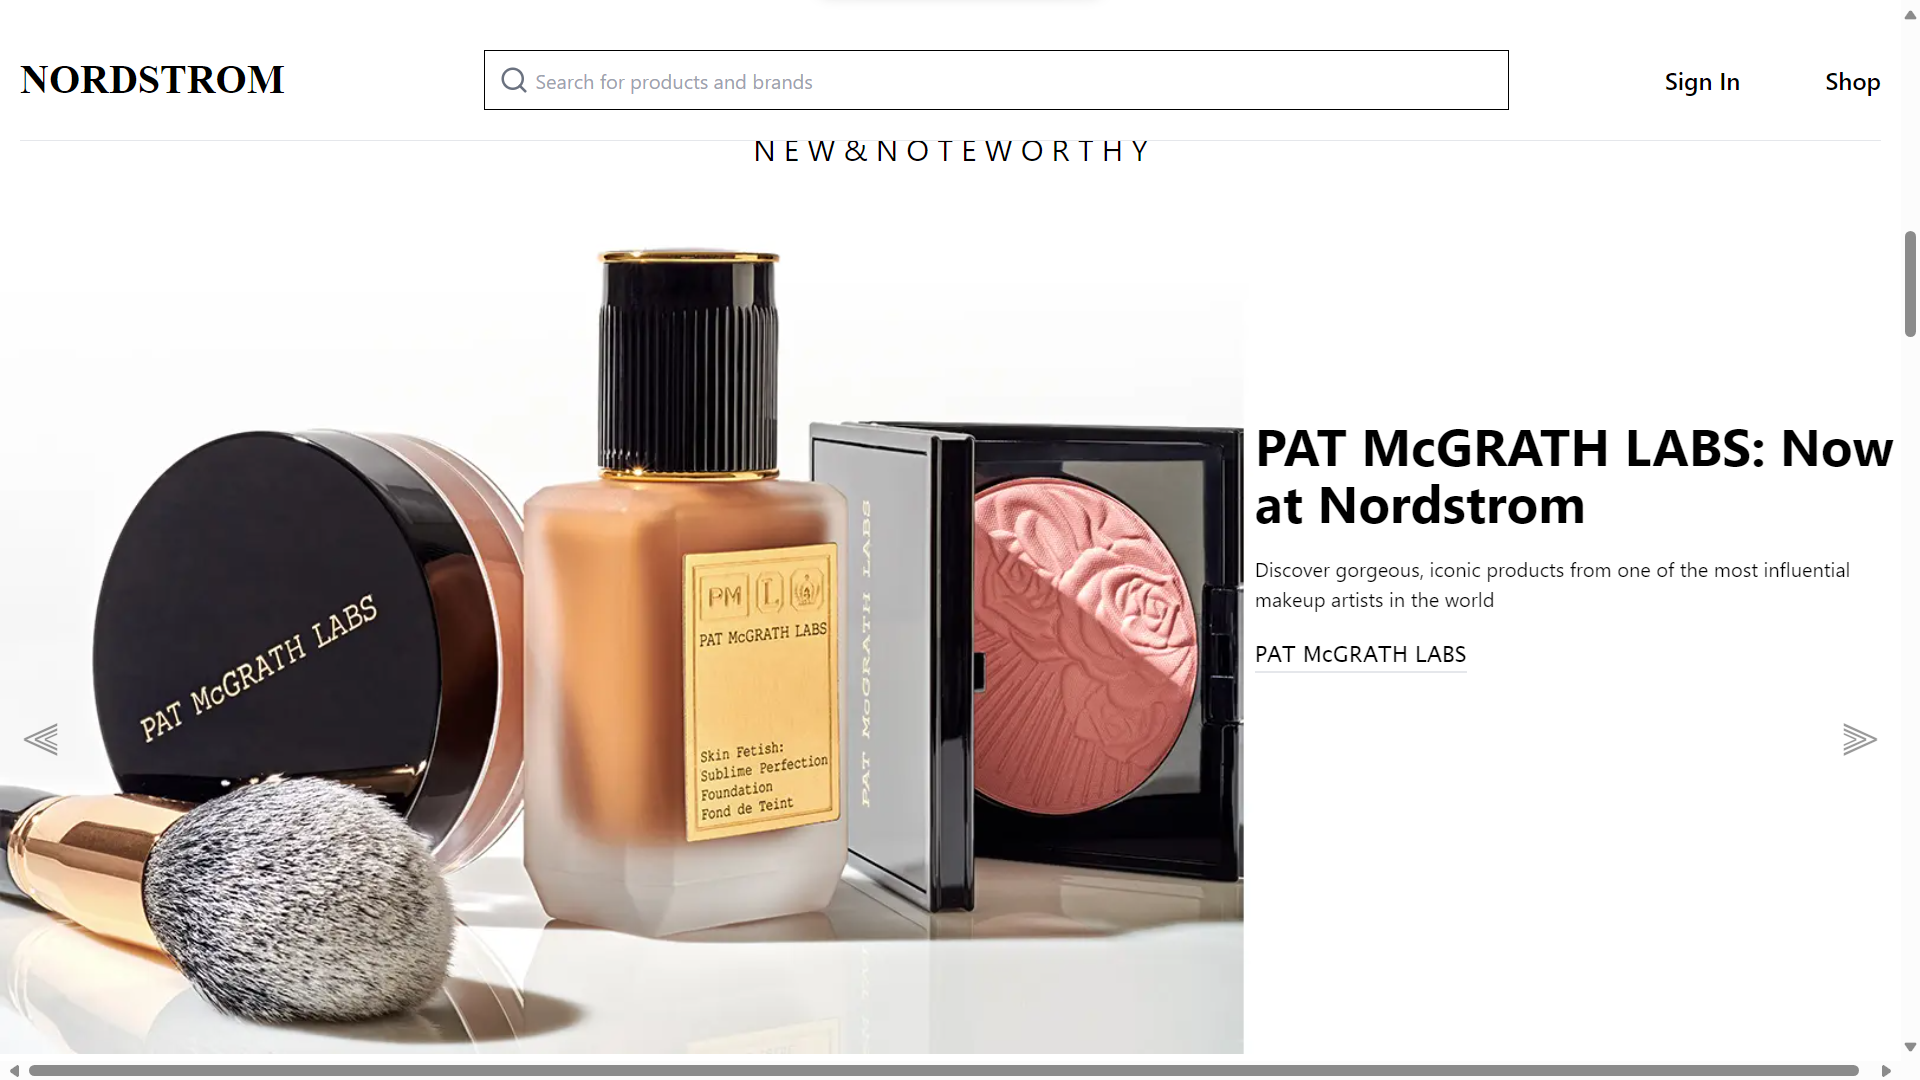 NORDSTROM
Search for products and brands
Sign In
Shop
NEW&NOTEWORTHY
PAT McGRATH LABS
PM
L
PAT McGRATH LABS
Skin Fetish:
Sublime Perfection
Foundation
Fond de Teint
PAT McGRATH LABS
PAT McGRATH LABS: Now
at Nordstrom
Discover gorgeous, iconic products from one of the most influential
makeup artists in the world
PAT McGRATH LABS